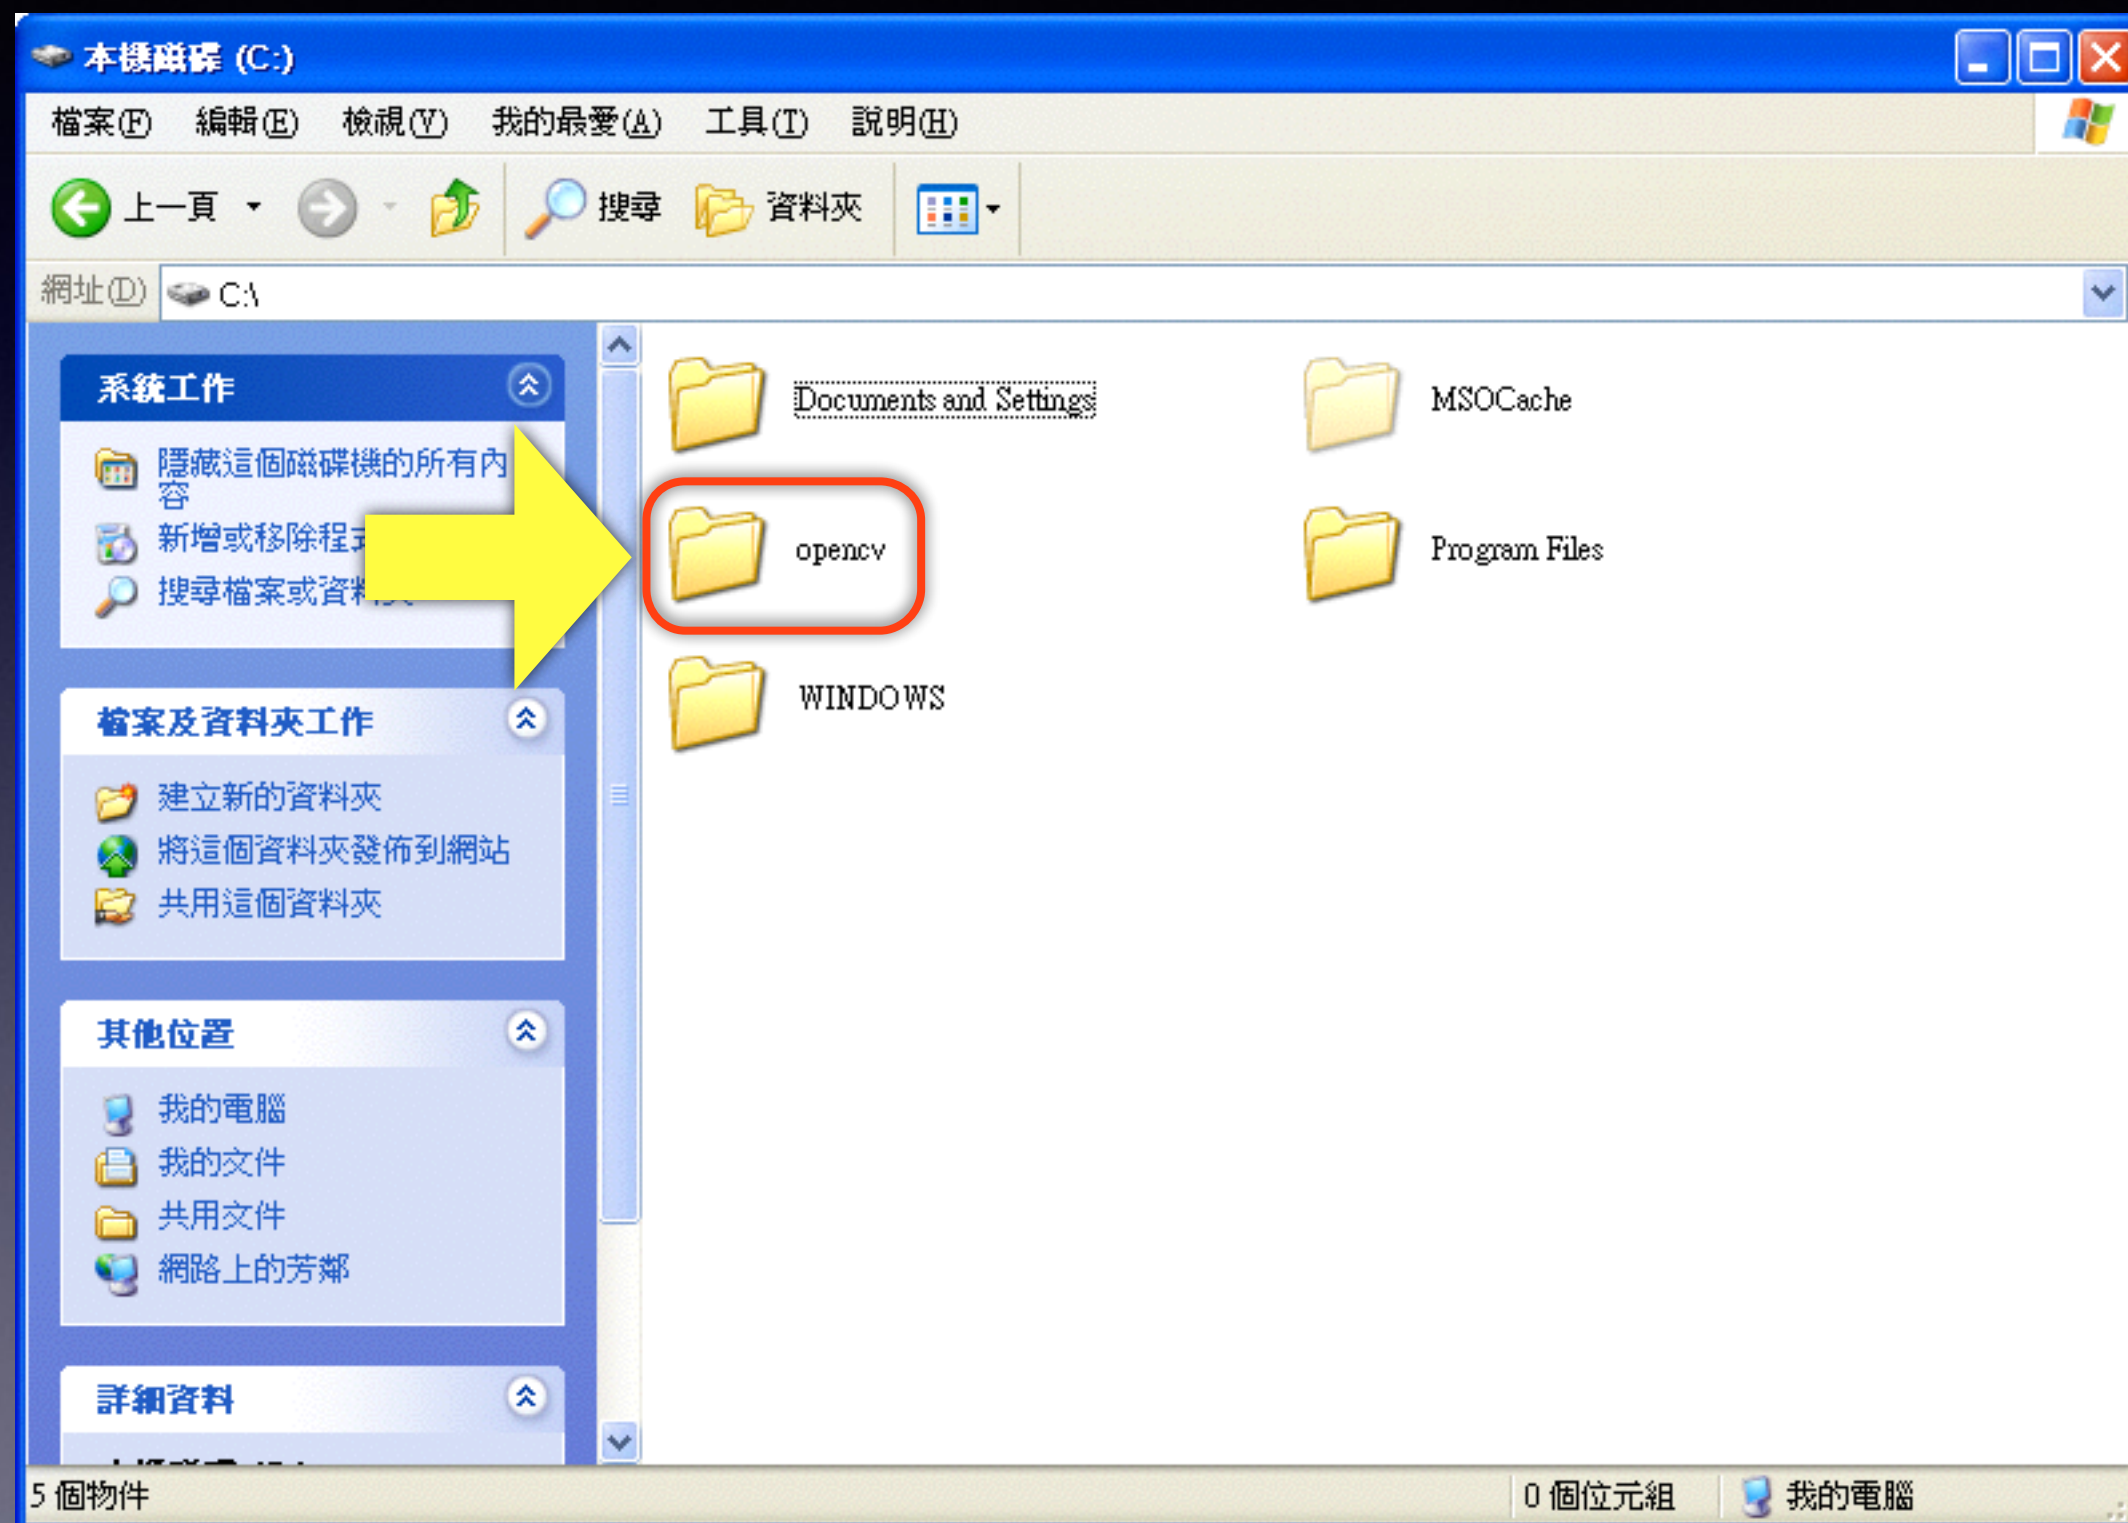 本機磁碟 (C:)
檔案(F) 編輯(E) 檢視(V) 我的最愛(A) 工具(T) 說明(H)
上一頁 搜尋 資料夾
網址(D) C:\
系統工作
隱藏這個磁碟機的所有內
容
新增或移除程
搜尋檔案或資
檔案及資料夾工作
建立新的資料夾
將這個資料夾發佈到網站
共用這個資料夾
其他位置
我的電腦
我的文件
共用文件
網路上的芳鄰
詳細資料
Documents and Settings
MSOCache
opencv
Program Files
WINDOWS
5 個物件
0 個位元組
我的電腦